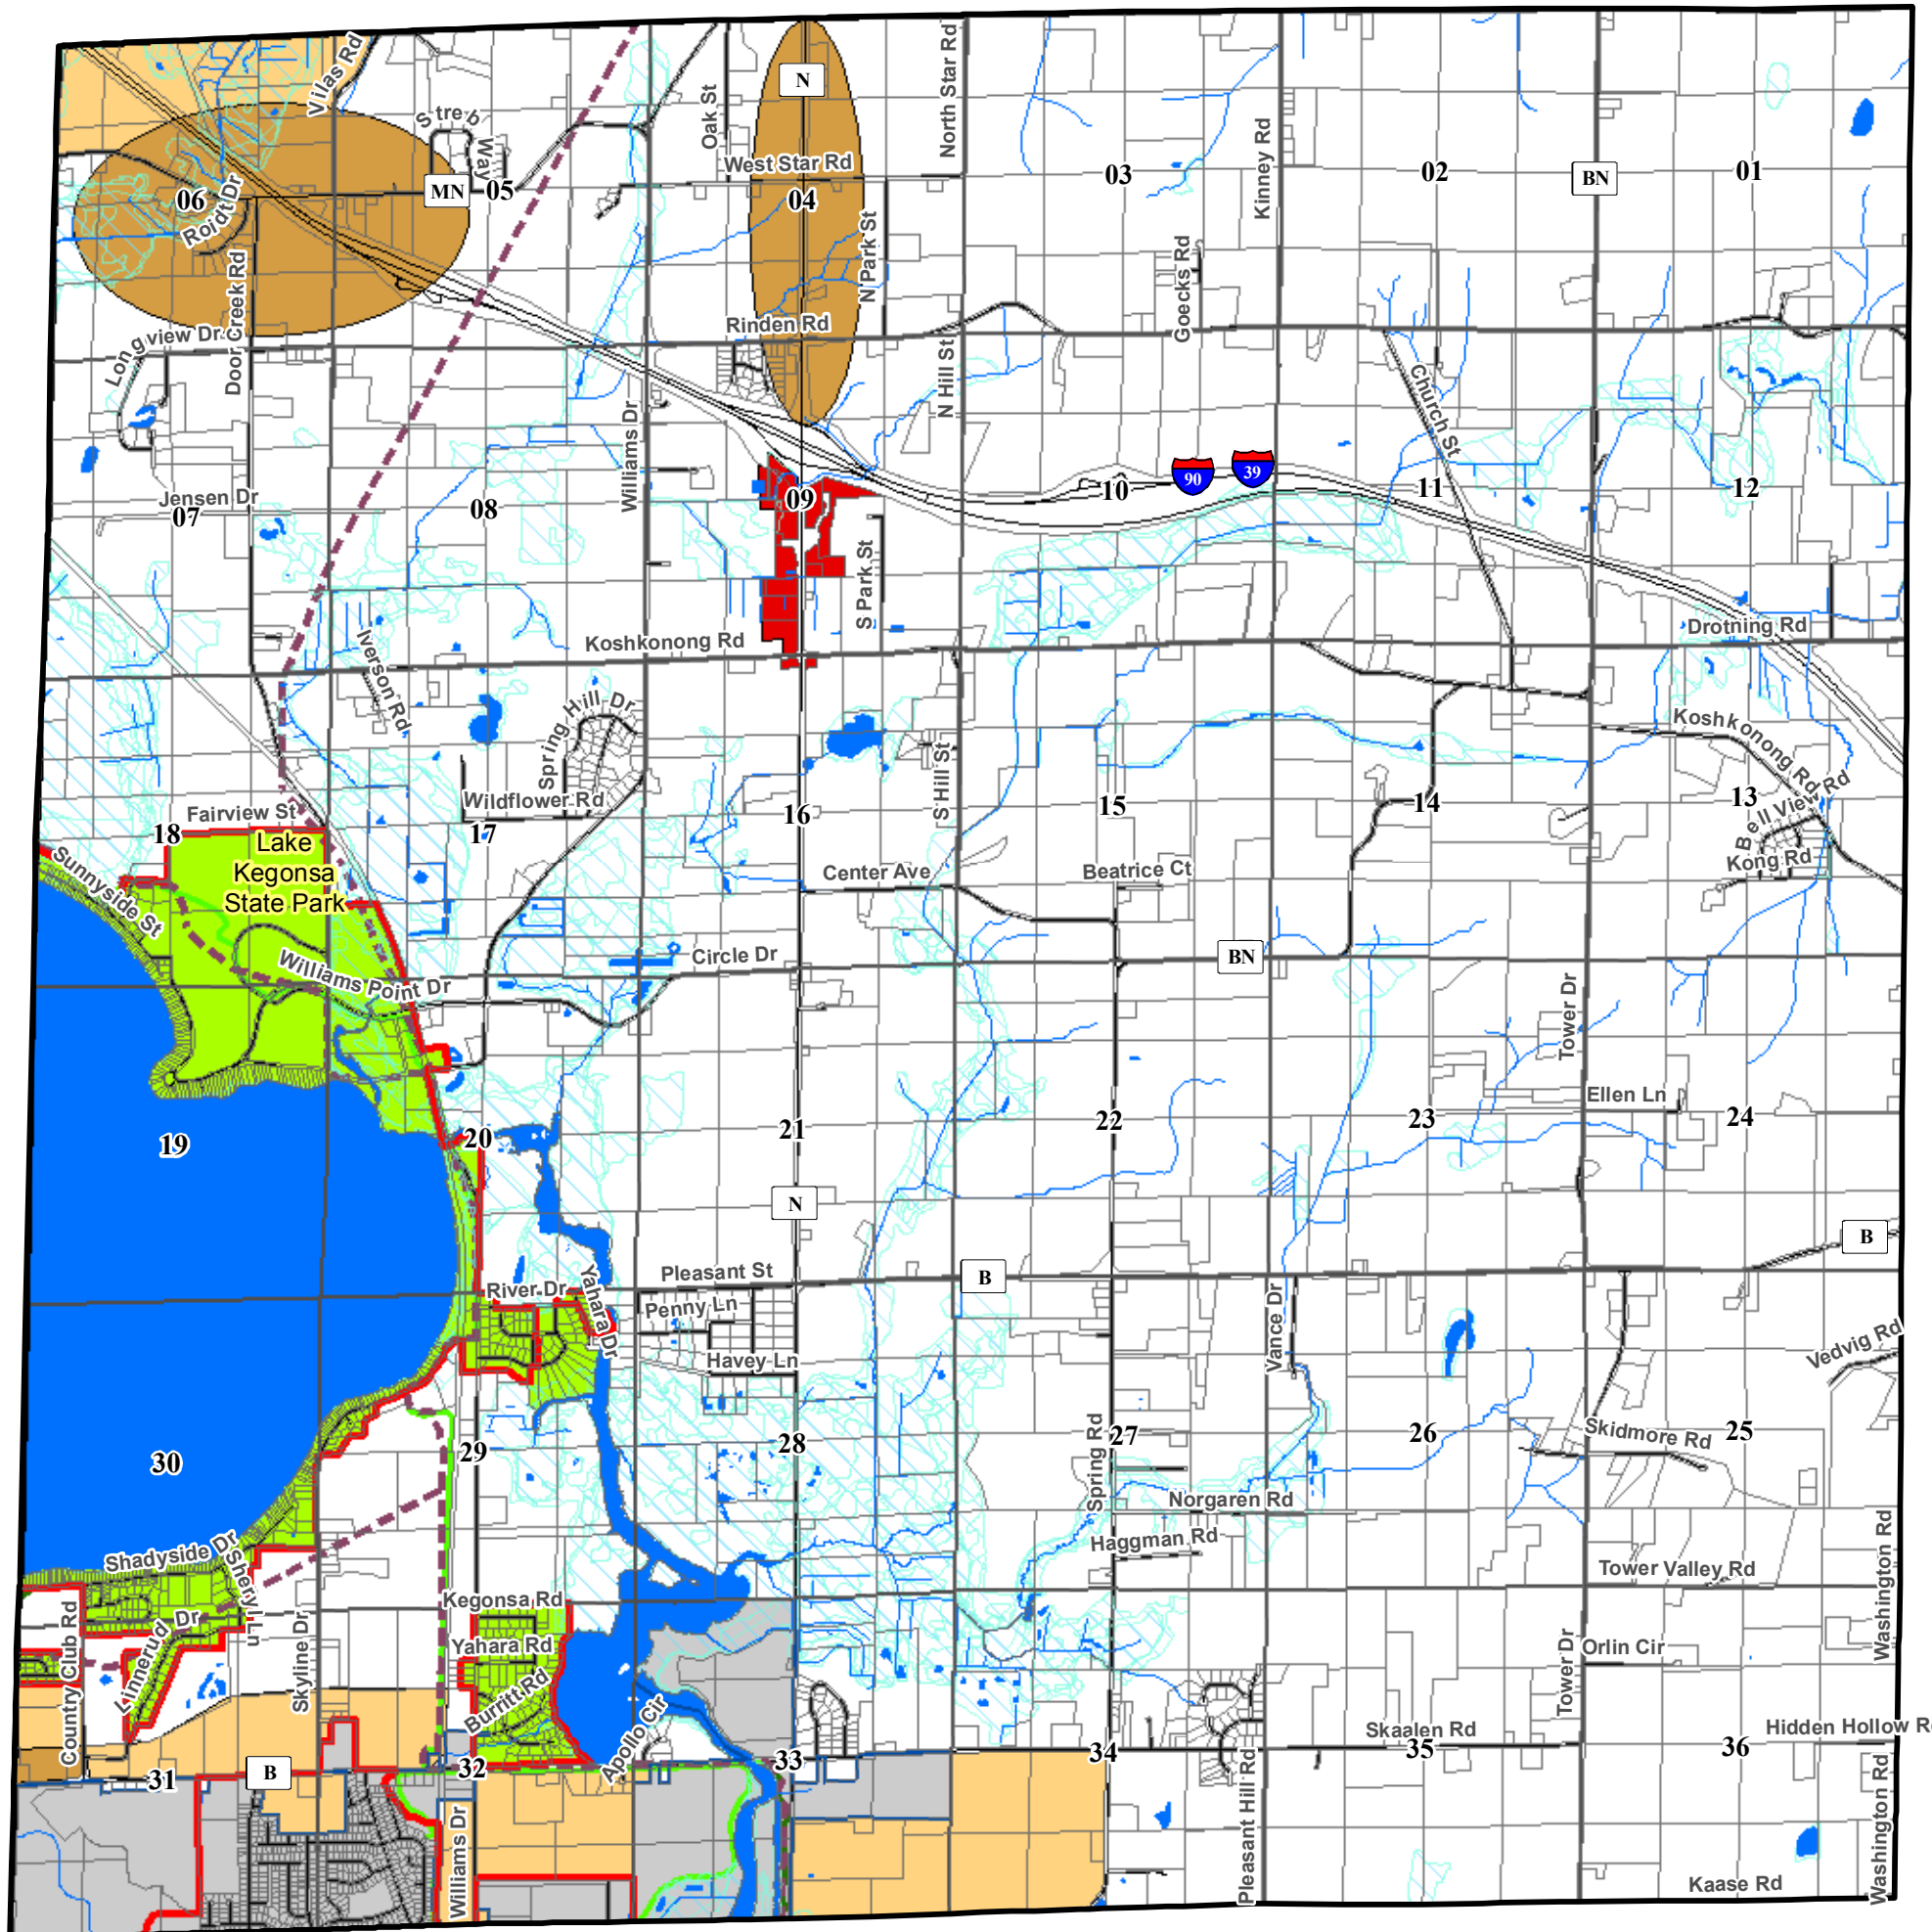 Vilas Rd
Streb Way
Oak St
N
North Star Rd
West Star Rd
Kinney Rd
BN
06
MN
05
04
03
02
01
Roidt Dr
Door Creek Rd
N Park St
Goecks Rd
Longview Dr
Rinden Rd
N Hill St
Church St
Williams Dr
Jensen Dr
07
08
09
10
90
39
11
12
S Park St
Koshkonong Rd
Iverson Rd
Drotning Rd
Spring Hill Dr
Koshkonong Rd
S Hill St
Wildflower Rd
Fairview St
18
17
16
15
14
13
Bell View Rd
Kong Rd
Lake
Kegonsa
State Park
Sunnyside St
Center Ave
Beatrice Ct
Williams Point Dr
Circle Dr
BN
Tower Dr
Ellen Ln
19
20
21
22
23
24
N
B
Pleasant St
B
River Dr
Yahara Dr
Penny Ln
Havey Ln
Vance Dr
Vedvig Rd
30
29
28
27
26
25
Spring Rd
Skidmore Rd
Norgaren Rd
Haggman Rd
Tower Valley Rd
Washington Rd
Shadyside Dr
Sheryl Ln
Kegonsa Rd
Yahara Rd
Burritt Rd
Linnerud Dr
Country Club Rd
Skyline Dr
Apollo Cir
Tower Dr
Orlin Cir
Skaalen Rd
Hidden Hollow R
31
B
32
33
34
35
36
Williams Dr
Pleasant Hill Rd
Washington Rd
Kaase Rd